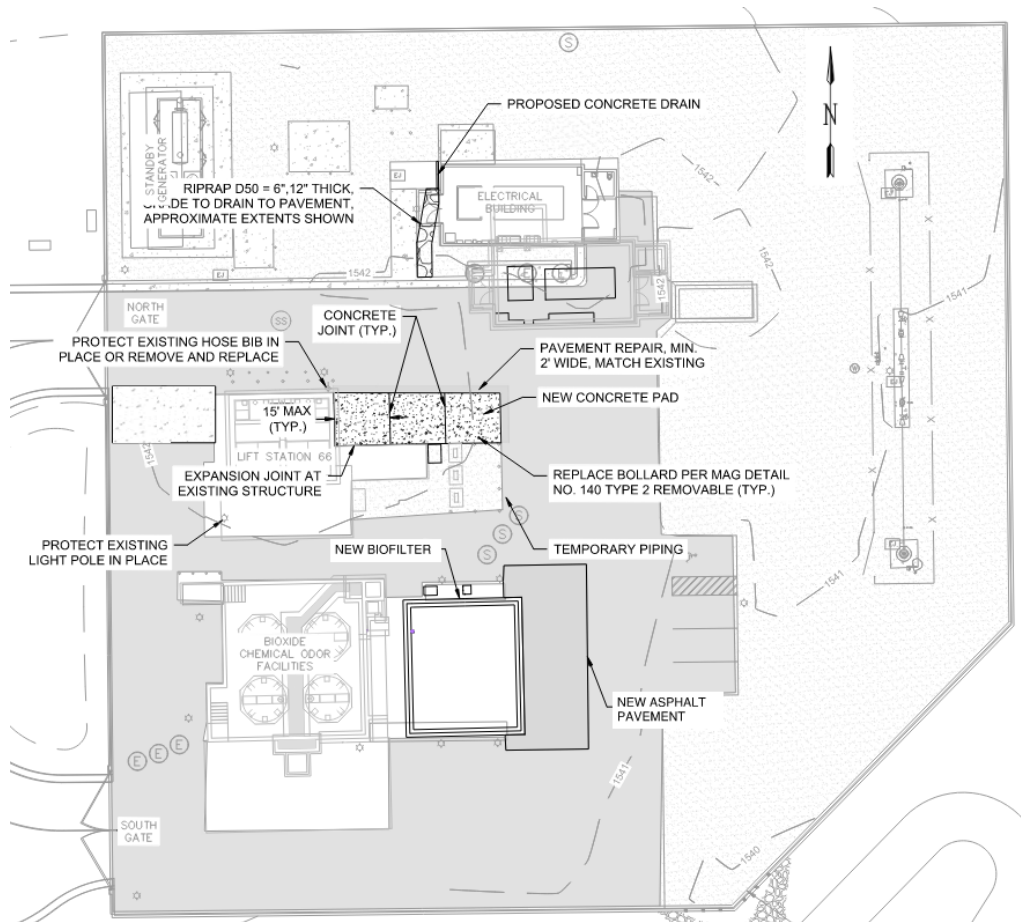 S
N
PROPOSED CONCRETE DRAIN
STANDBY
GENERATOR
RIPRAP D50 = 6",12" THICK,
TO DRAIN TO PAVEMENT,
APPROXIMATE EXTENTS SHOWN
ELECTRICAL
BUILDING
EJ
1542
1542
EJ
1542
E
E
E
1542
1542
1541
X
X
X
X
X
X
E
NORTH
GATE
SS
CONCRETE
JOINT (TYP.)
PROTECT EXISTING HOSE BIB IN
PLACE OR REMOVE AND REPLACE
PAVEMENT REPAIR, MIN.
2' WIDE, MATCH EXISTING
NEW CONCRETE PAD
15' MAX
(TYP.)
1542
LIFT STATION 66
EXPANSION JOINT AT
EXISTING STRUCTURE
REPLACE BOLLARD PER MAG DETAIL
NO. 140 TYPE 2 REMOVABLE (TYP.)
S
S
S
PROTECT EXISTING
LIGHT POLE IN PLACE
NEW BIOFILTER
TEMPORARY PIPING
1541
BIOXIDE
CHEMICAL ODOR
FACILITIES
NEW ASPHALT
PAVEMENT
E
E
E
1541
SOUTH
GATE
1540